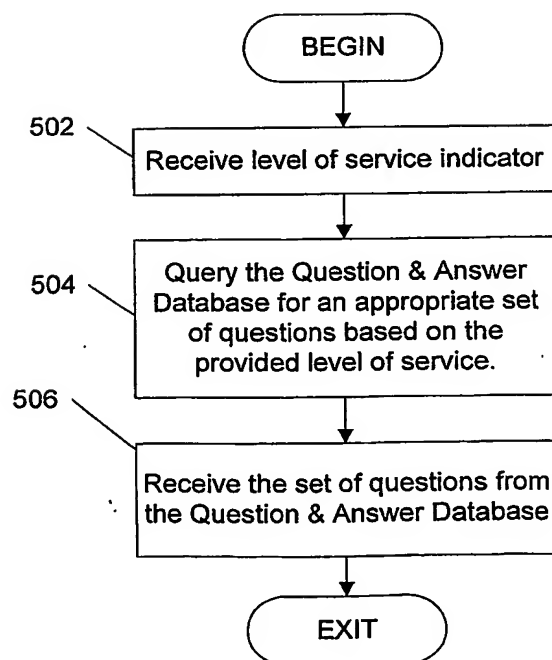 BEGIN
502
Receive level of service indicator
504
Query the Question & Answer
Database for an appropriate set
of questions based on the
provided level of service.
506
Receive the set of questions from
the Question & Answer Database
EXIT